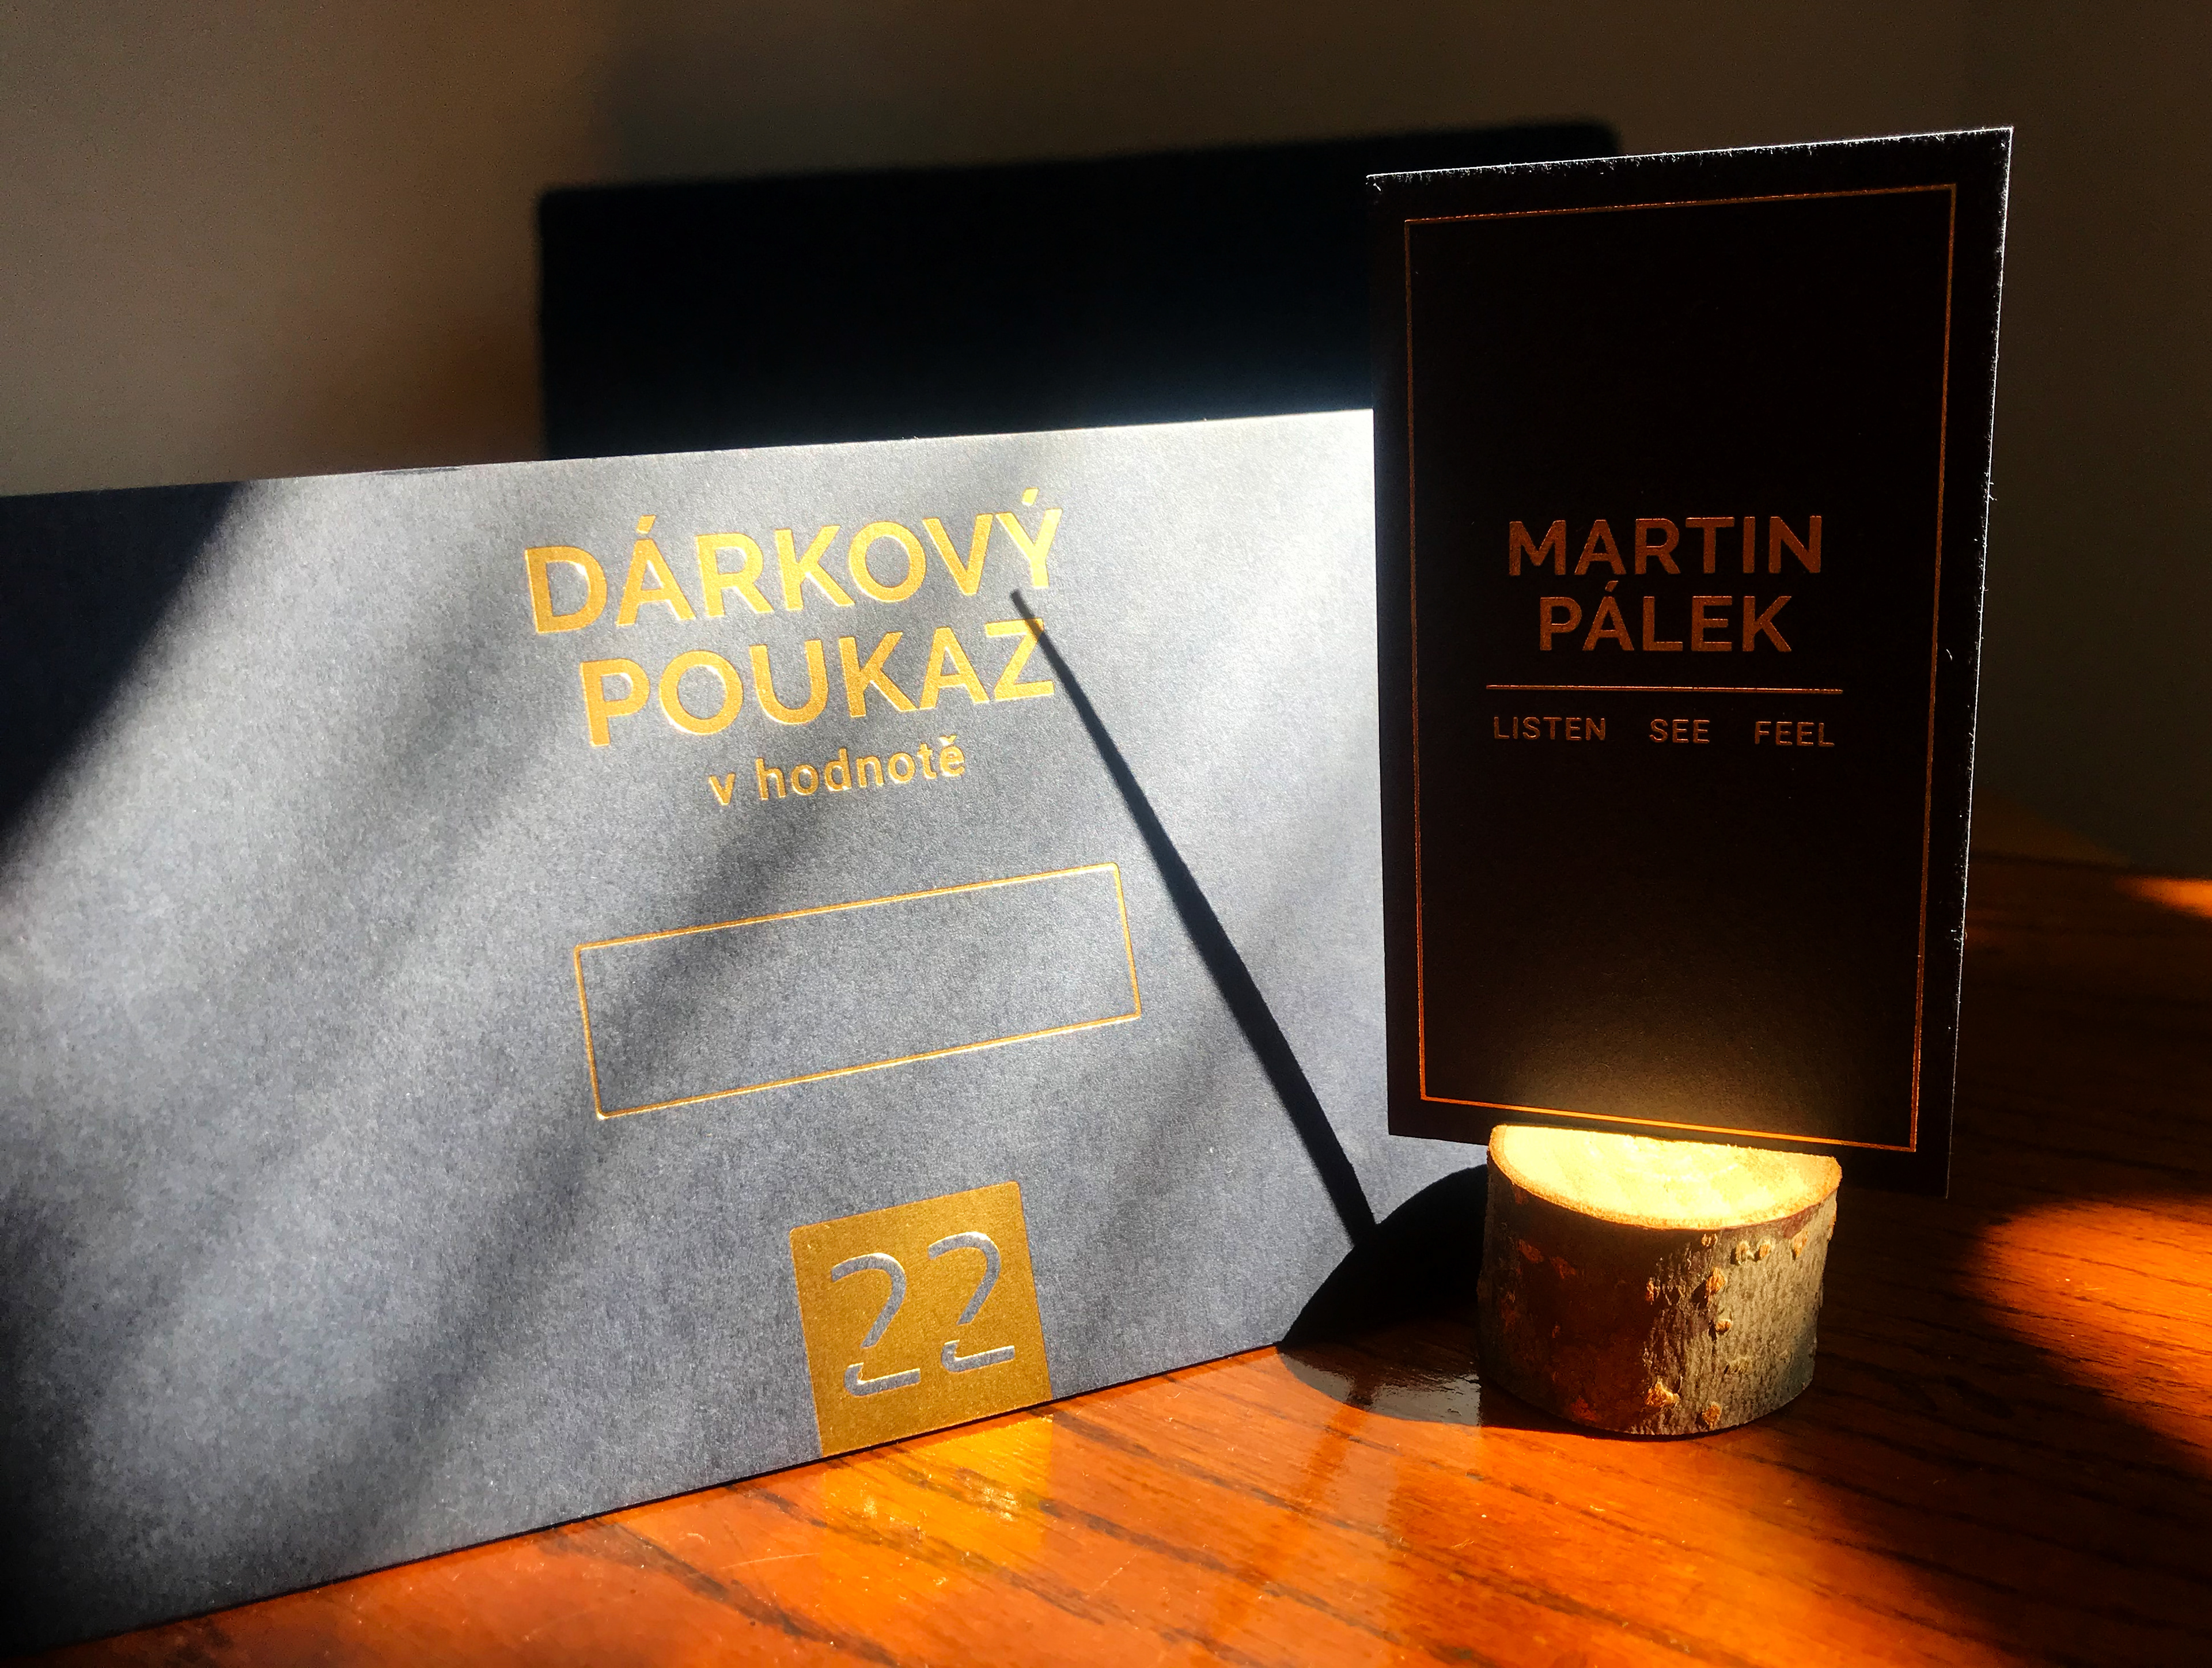 DÁRKOVÝ
POUKAZ
v hodnotě
22
MARTIN
PÁLEK
LISTEN SEE FEEL